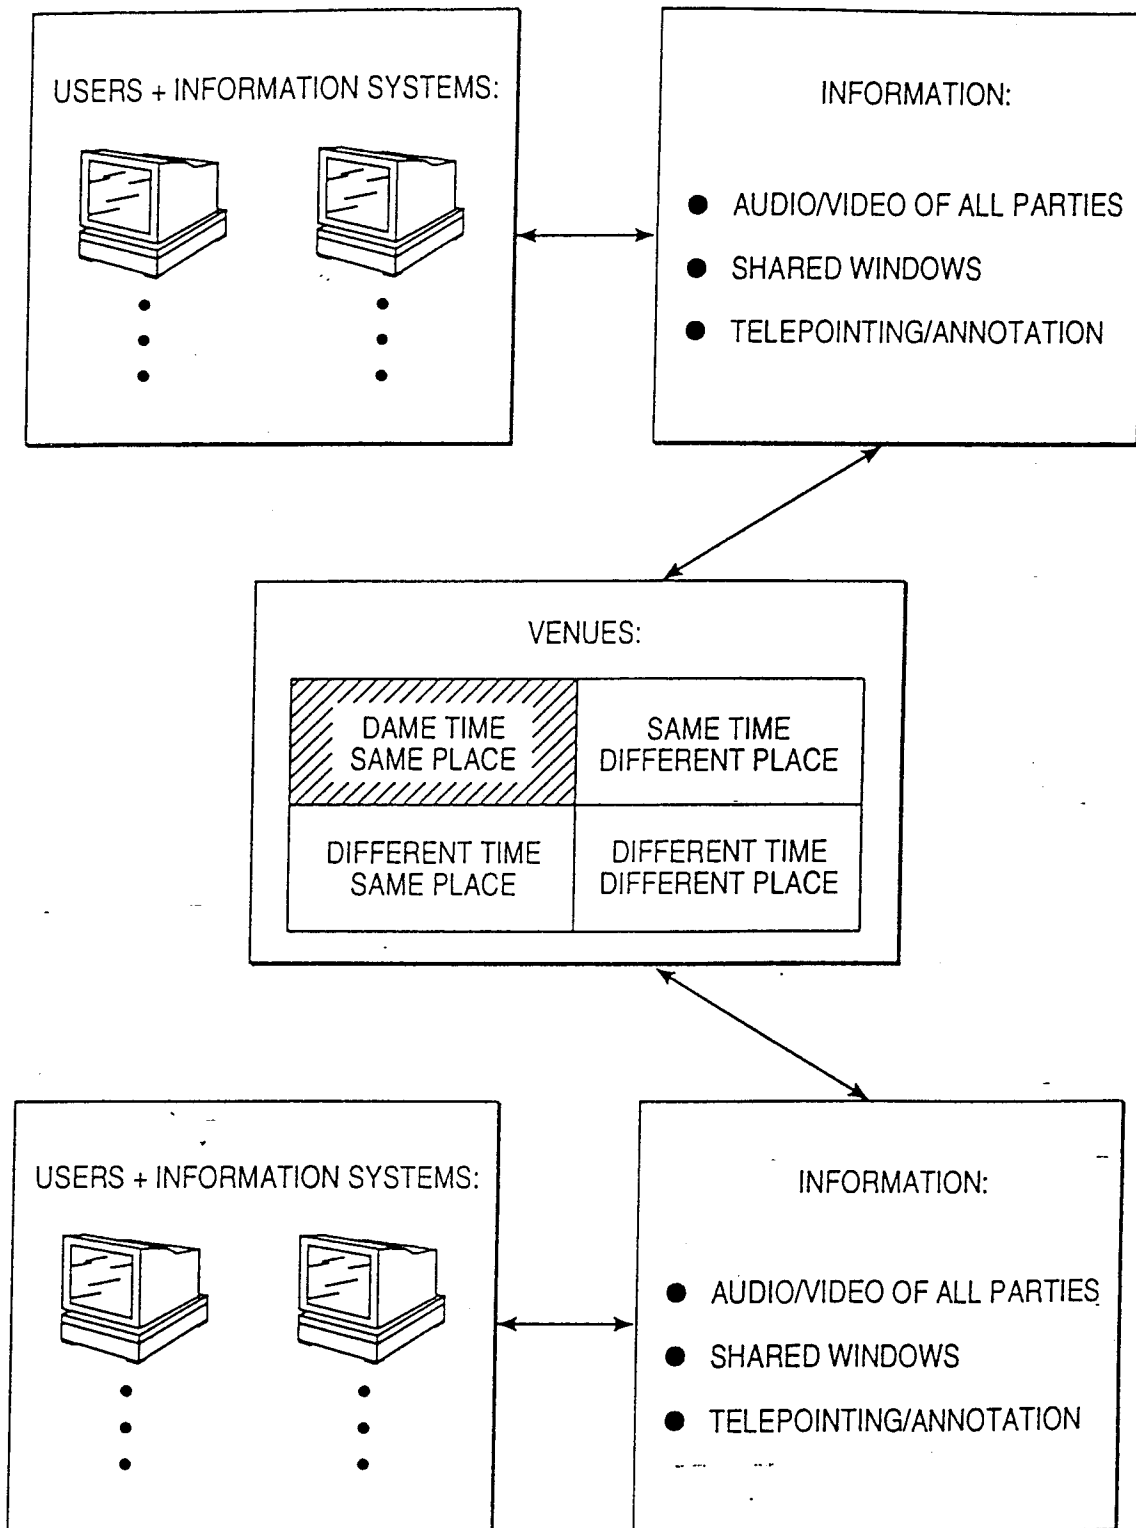 USERS + INFORMATION SYSTEMS:
INFORMATION:
● AUDIO/VIDEO OF ALL PARTIES
● SHARED WINDOWS
● TELEPOINTING/ANNOTATION
VENUES:
DAME TIME
SAME PLACE
SAME TIME
DIFFERENT PLACE
DIFFERENT TIME
SAME PLACE
DIFFERENT TIME
DIFFERENT PLACE
USERS + INFORMATION SYSTEMS:
INFORMATION:
● AUDIO/VIDEO OF ALL PARTIES
● SHARED WINDOWS
● TELEPOINTING/ANNOTATION